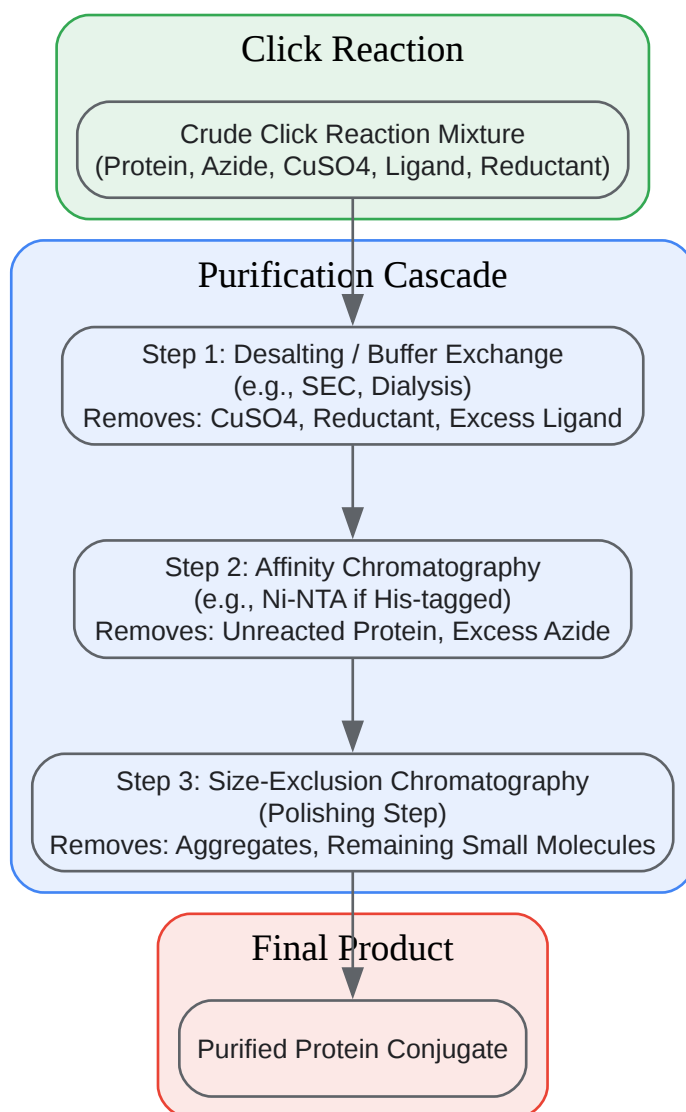 Click Reaction
Crude Click Reaction Mixture
(Protein, Azide, CuSO4, Ligand, Reductant)
Purification Cascade
Step 1: Desalting / Buffer Exchange
(e.g., SEC, Dialysis)
Removes: CuSO4, Reductant, Excess Ligand
Step 2: Affinity Chromatography
(e.g., Ni-NTA if His-tagged)
Removes: Unreacted Protein, Excess Azide
Step 3: Size-Exclusion Chromatography
(Polishing Step)
Removes: Aggregates, Remaining Small Molecules
Final Product
Purified Protein Conjugate